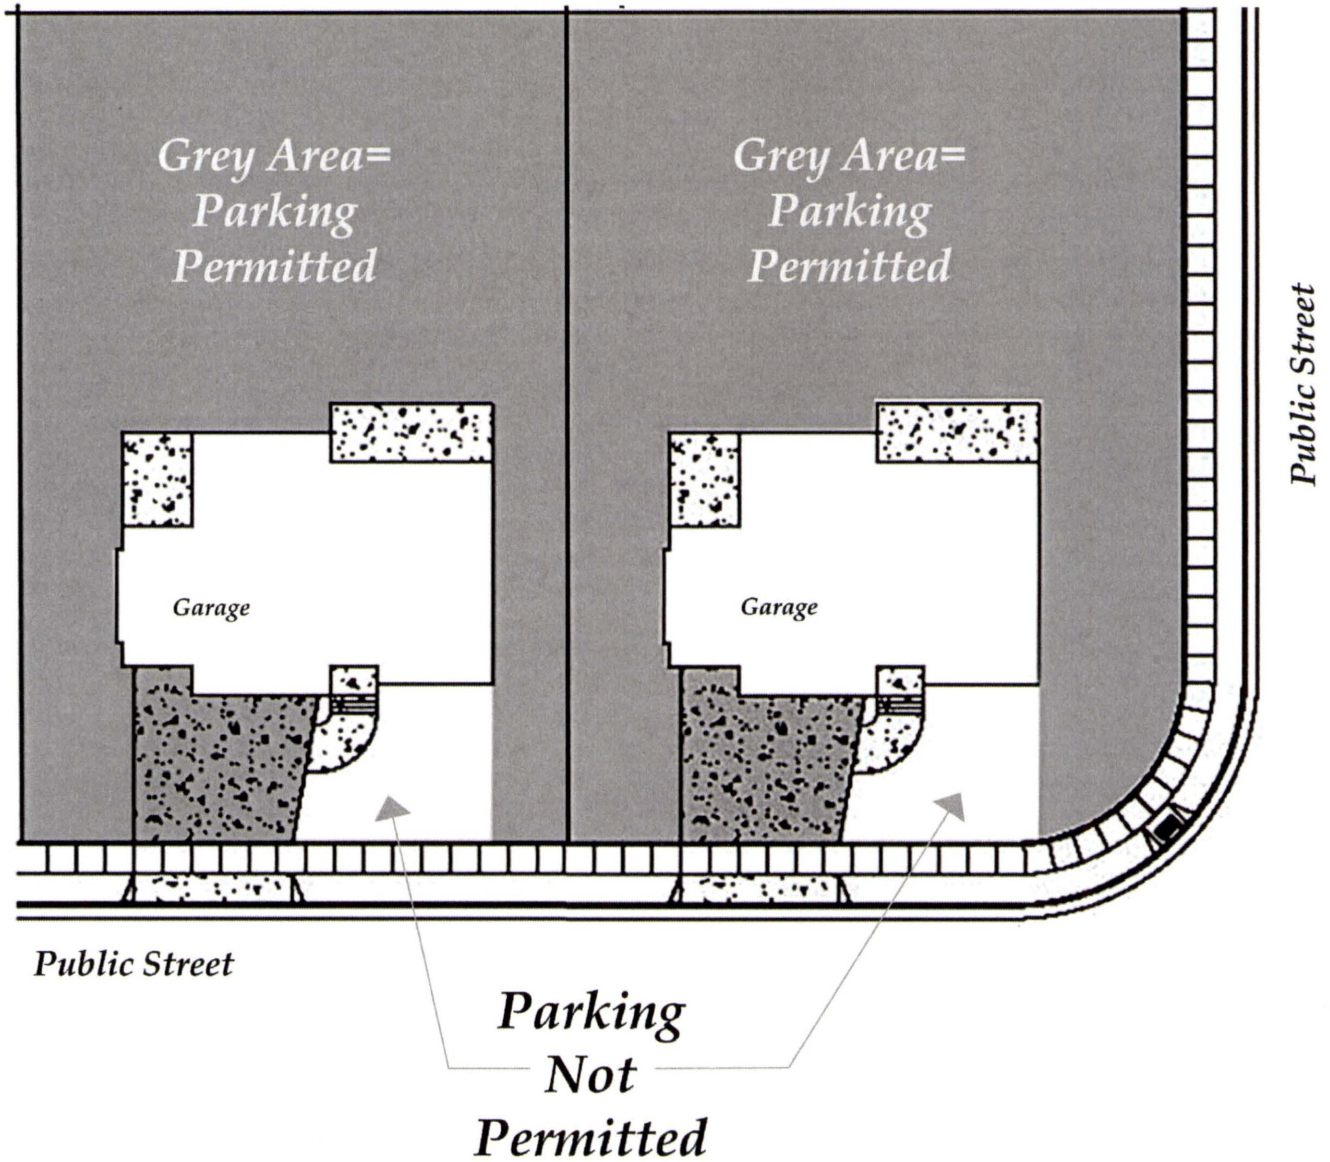 Grey Area=
Parking
Permitted
Grey Area=
Parking
Permitted
Public Street
Garage
Garage
Public Street
Parking
Not
Permitted